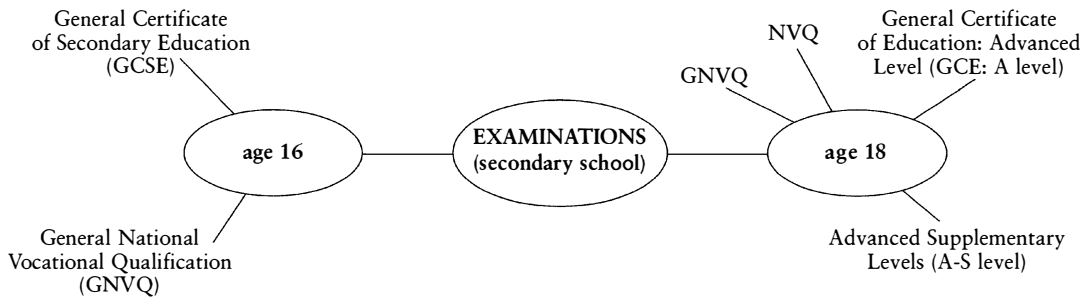 General Certificate
of Secondary Education
(GCSE)
age 16
General National
Vocational Qualification
(GNVQ)
EXAMINATIONS
(secondary school)
GNVQ
NVQ
General Certificate
of Education: Advanced
Level (GCE: A level)
age 18
Advanced Supplementary
Levels (A-S level)